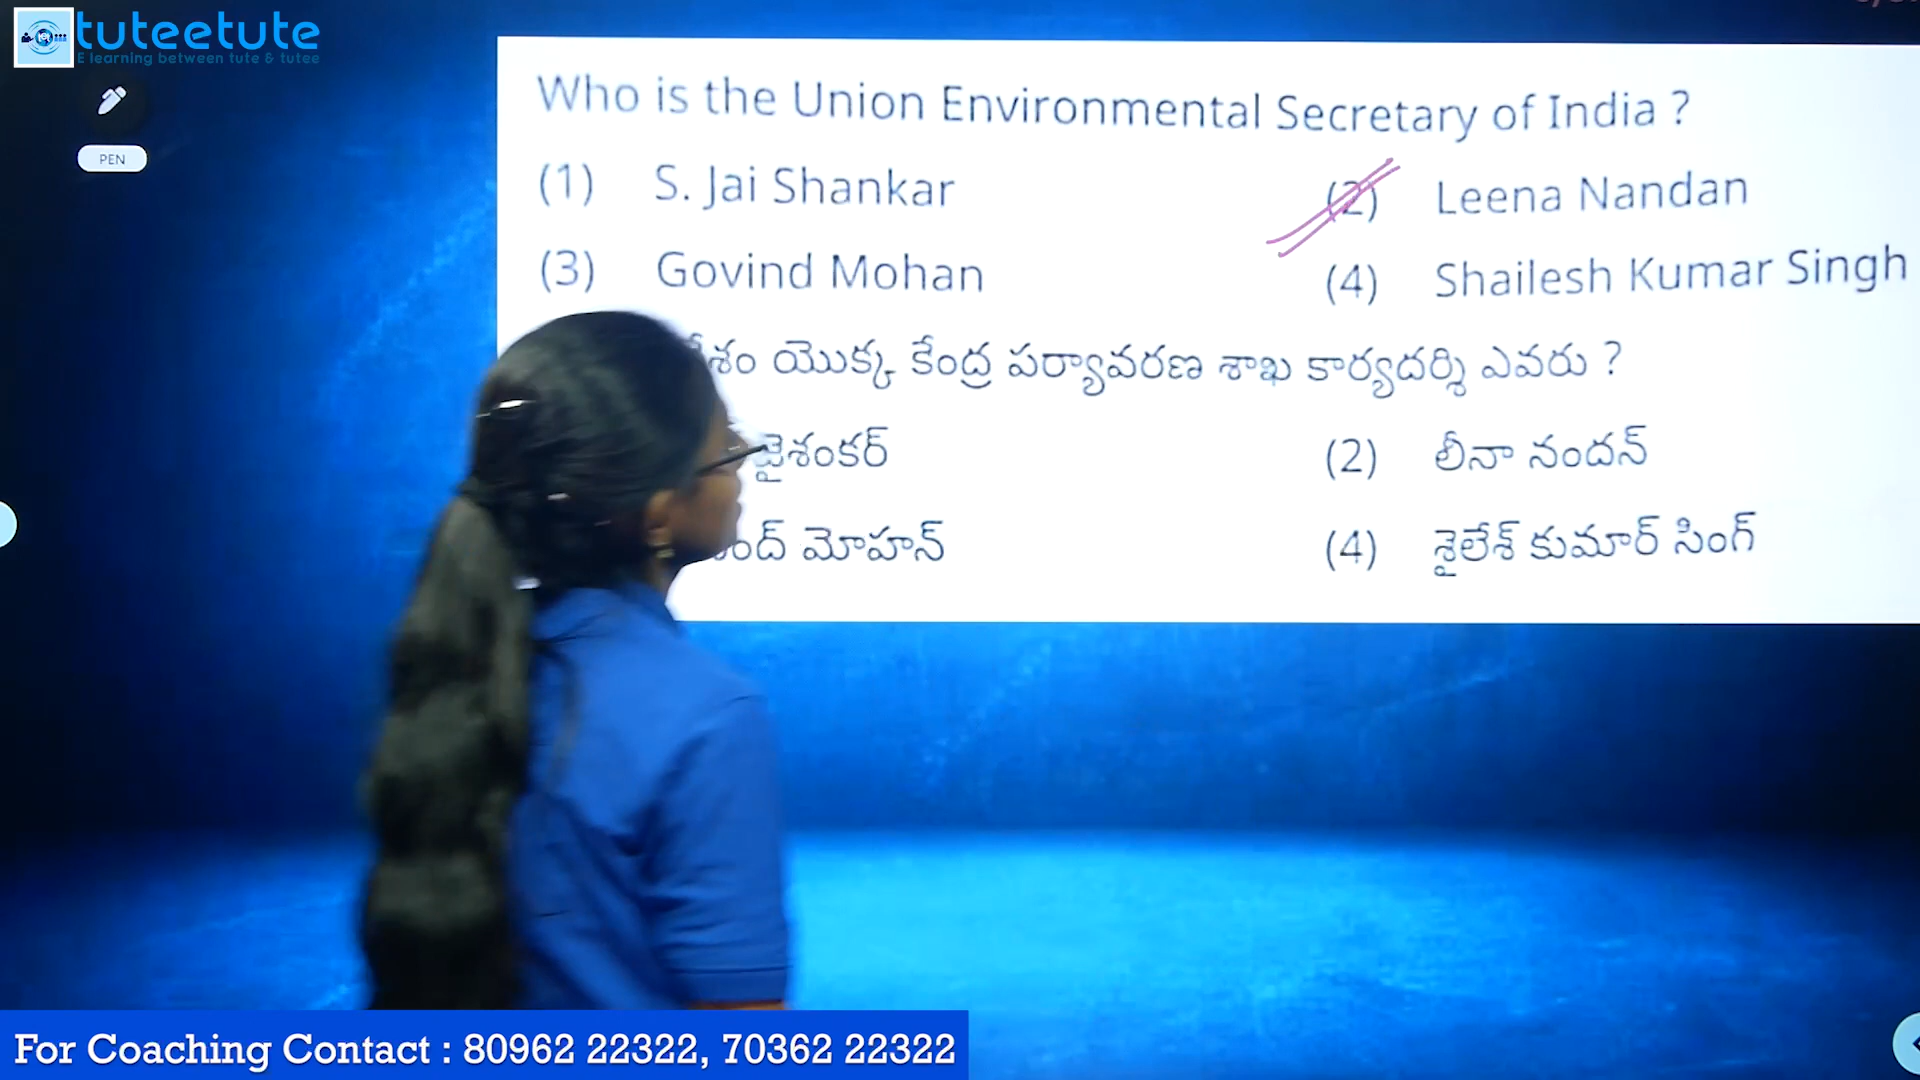 tuteetute
E learning between tute & tutee
PEN
Who is the Union Environmental Secretary of India ?
(1) S. Jai Shankar (2) Leena Nandan
(3) Govind Mohan (4) Shailesh Kumar Singh
యొక్క కేంద్ర పర్యావరణ శాఖ కార్యదర్శి ఎవరు ?
జైశంకర్ (2) లీనా నందన్
మోహన్ (4) శైలేశ్ కుమార్ సింగ్
For Coaching Contact : 80962 22322, 70362 22322